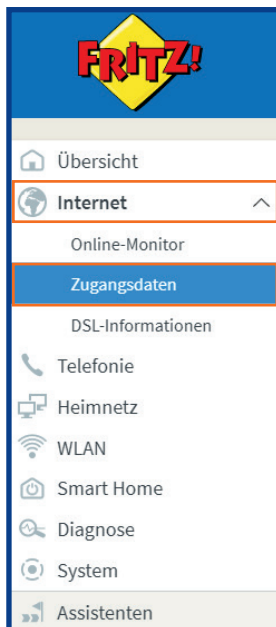 FRITZ!
Übersicht
Internet
Online-Monitor
Zugangsdaten
DSL-Informationen
Telefonie
Heimnetz
WLAN
Smart Home
Diagnose
System
Assistenten